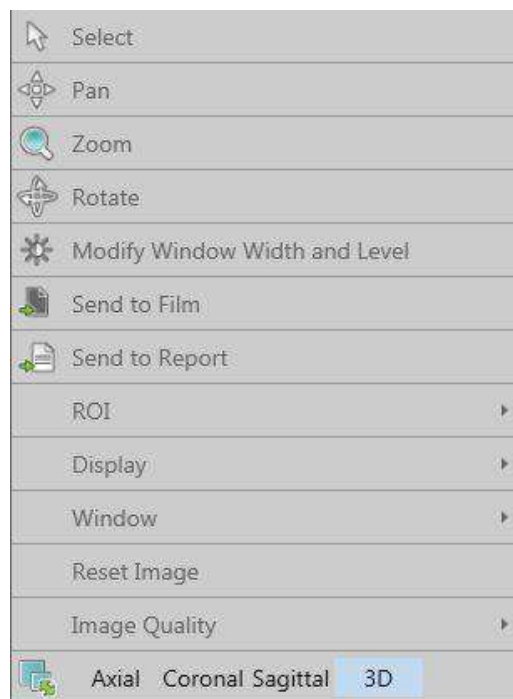 Select
Pan
Zoom
Rotate
Modify Window Width and Level
Send to Film
Send to Report
ROI
Display
Window
Reset Image
Image Quality
Axial Coronal Sagittal 3D